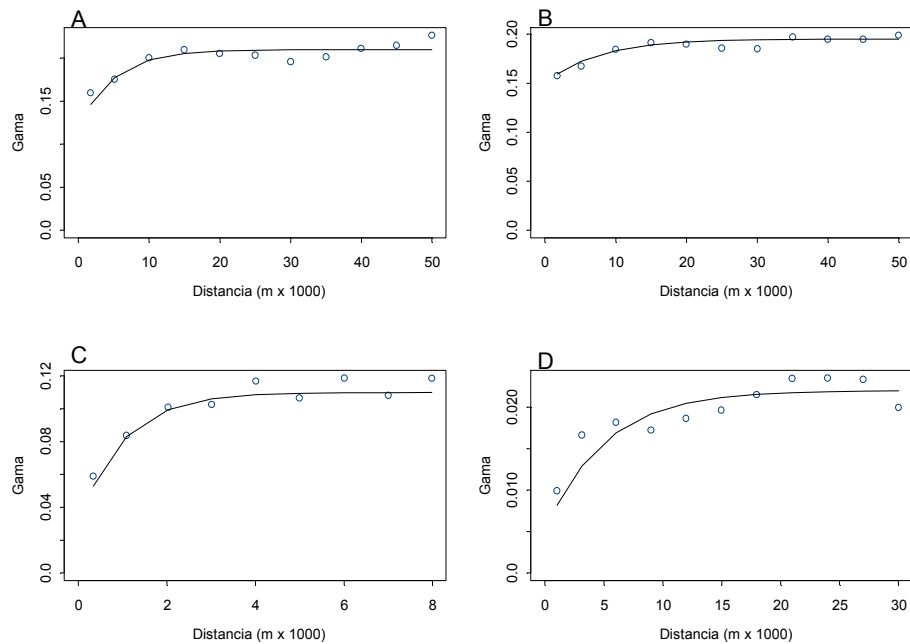 A
Gama
0.0 0.05 0.15
0 10 20 30 40 50
Distancia (m x 1000)
B
Gama
0.0 0.05 0.10 0.15 0.20
0 10 20 30 40 50
Distancia (m x 1000)
C
Gama
0.0 0.04 0.08 0.12
0 2 4 6 8
Distancia (m x 1000)
D
Gama
0.0 0.010 0.020
0 5 10 15 20 25 30
Distancia (m x 1000)